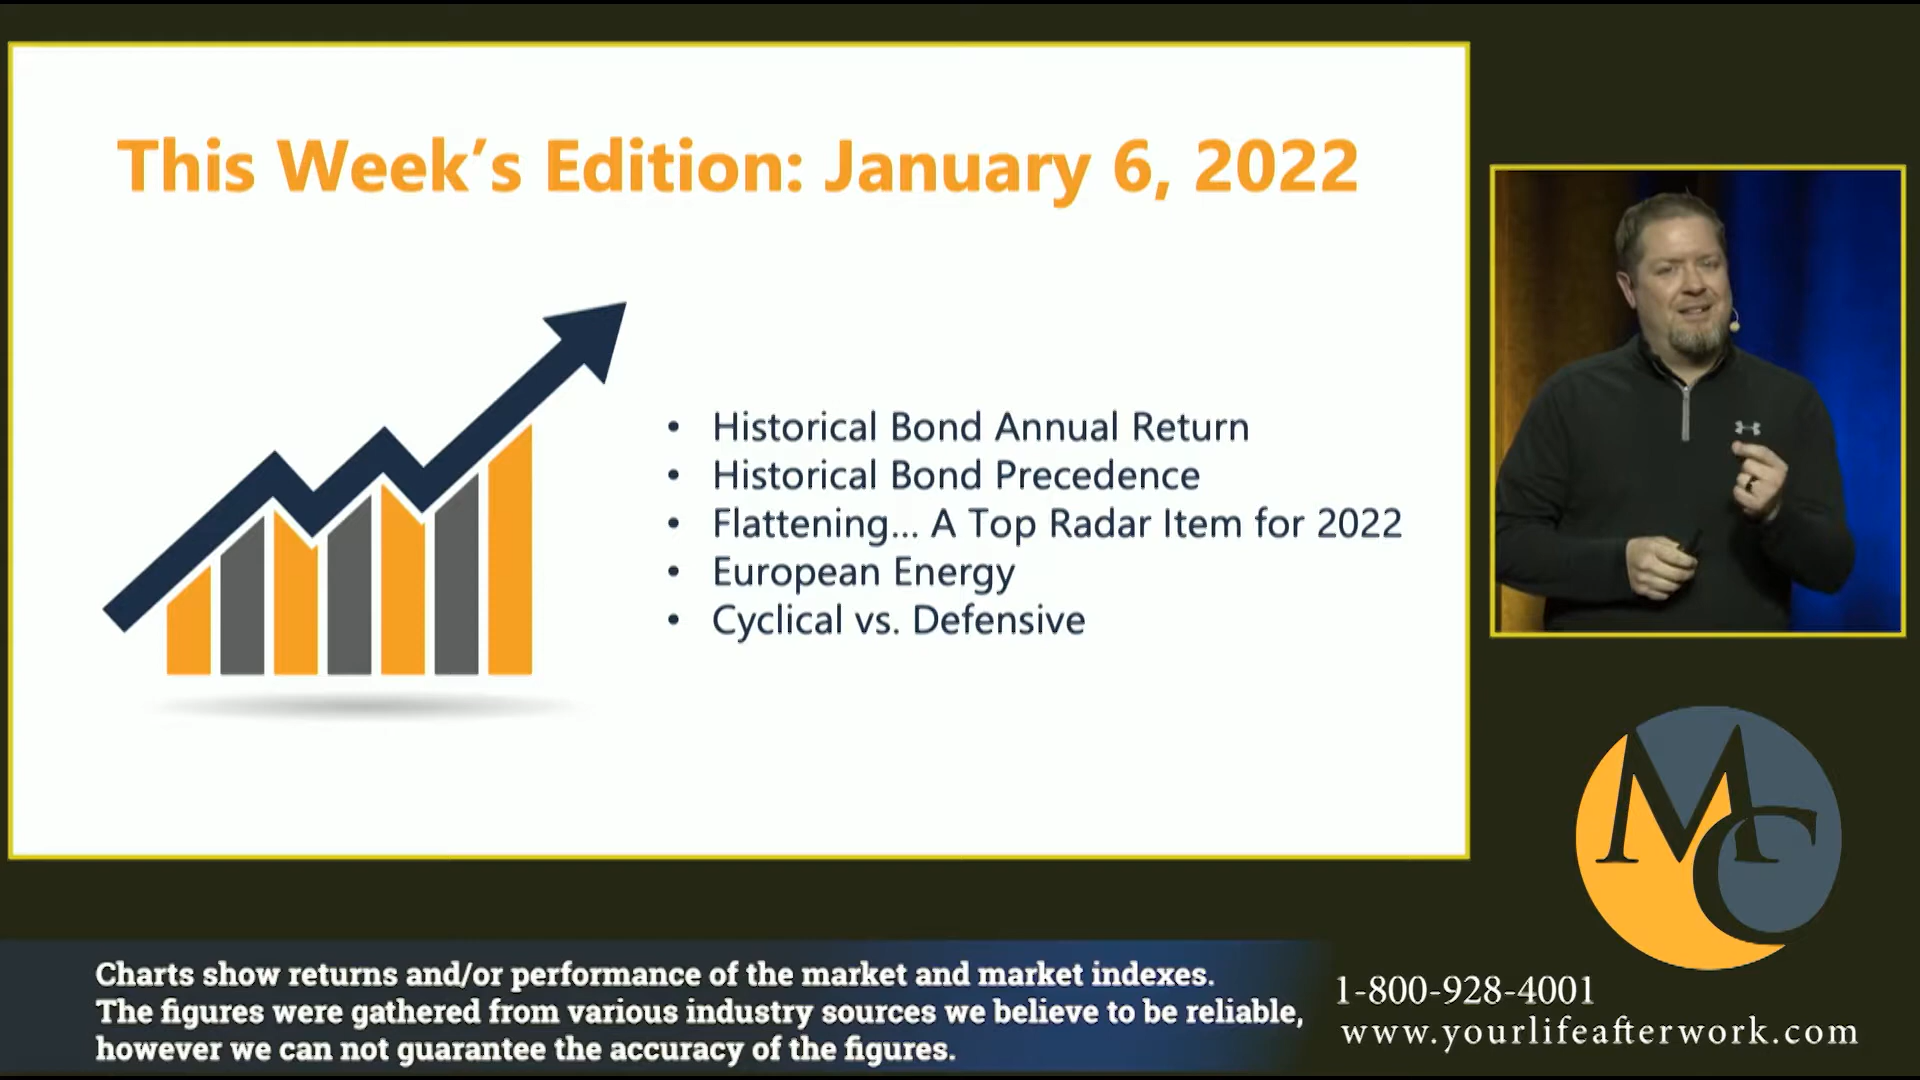 This Week’s Edition: January 6, 2022
• Historical Bond Annual Return
• Historical Bond Precedence
• Flattening... A Top Radar Item for 2022
• European Energy
• Cyclical vs. Defensive
MC
Charts show returns and/or performance of the market and market indexes.
The figures were gathered from various industry sources we believe to be reliable,
however we can not guarantee the accuracy of the figures.
1-800-928-4001
www.yourlifeafterwork.com